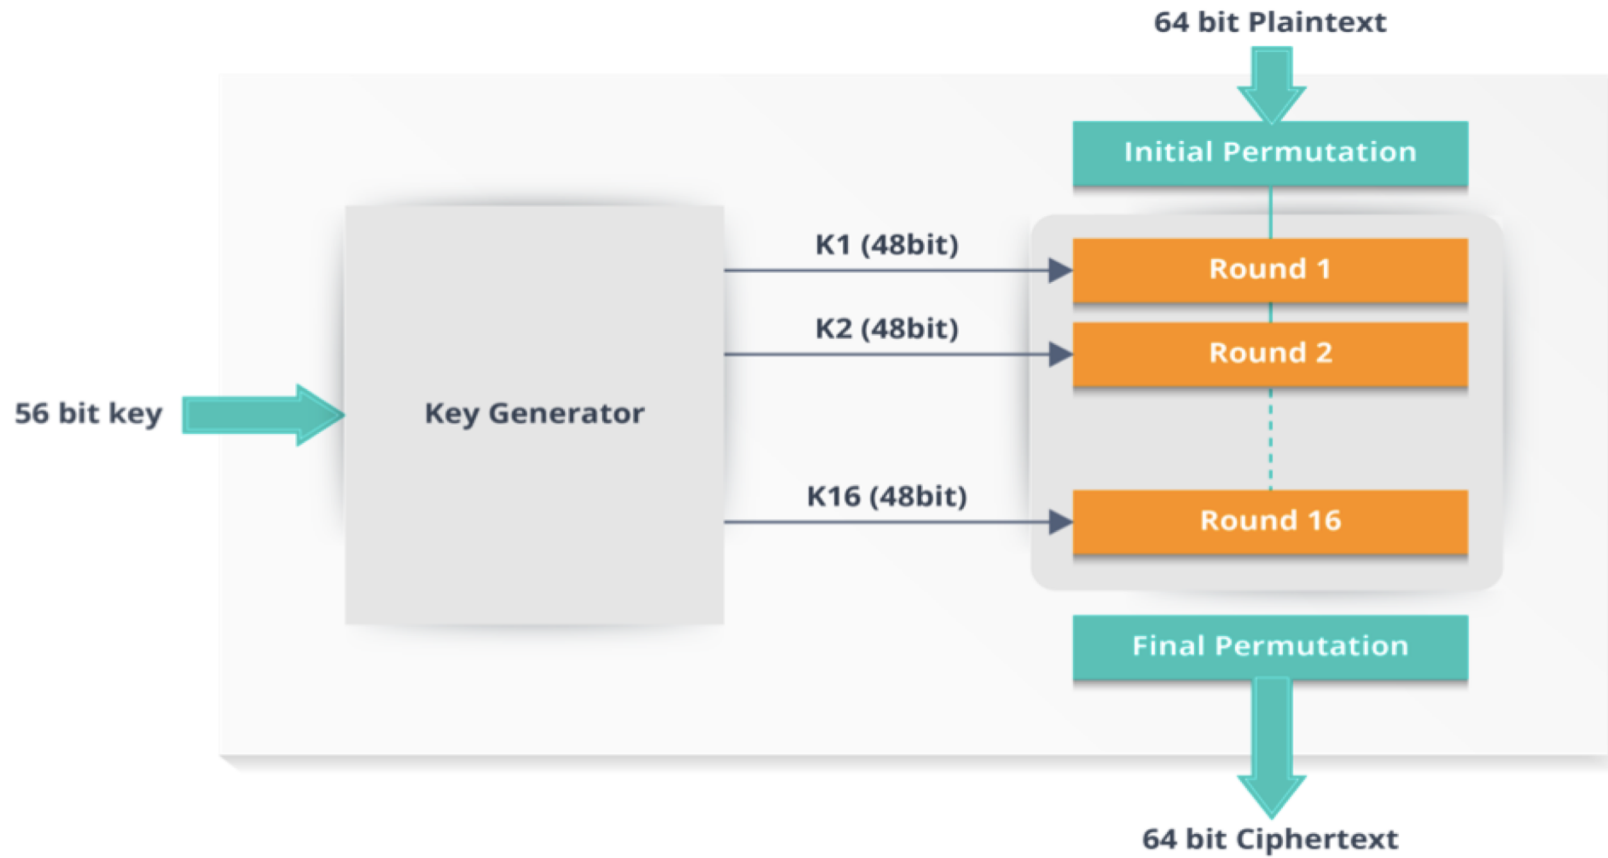 64 bit Plaintext
Initial Permutation
K1 (48bit)
Round 1
K2 (48bit)
Round 2
56 bit key
Key Generator
K16 (48bit)
Round 16
Final Permutation
64 bit Ciphertext